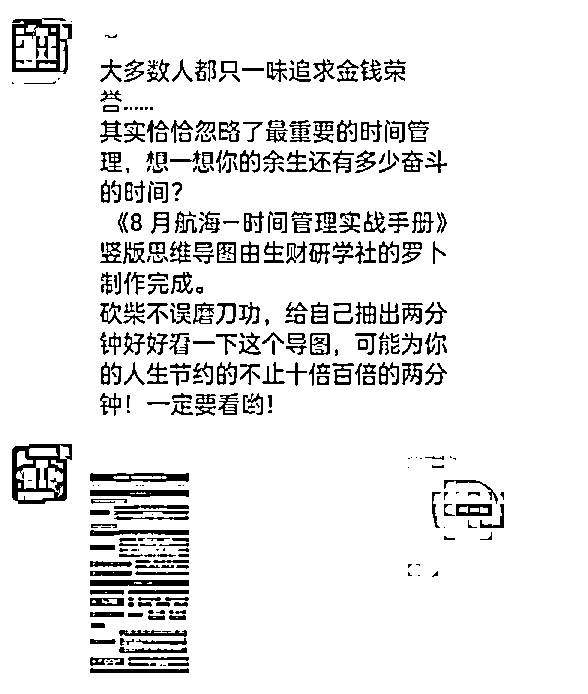 大多数人都只一味追求金钱荣
誉......
其实恰恰忽略了最重要的时间管
理，想一想你的余生还有多少奋斗
的时间？
《8 月航海-时间管理实战手册》
竖版思维导图由生财研学社的罗卜
制作完成。
砍柴不误磨刀功，给自己抽出两分
钟好好看一下这个导图，可能为你
的人生节约的不止十倍百倍的两分
钟！一定要看哟！